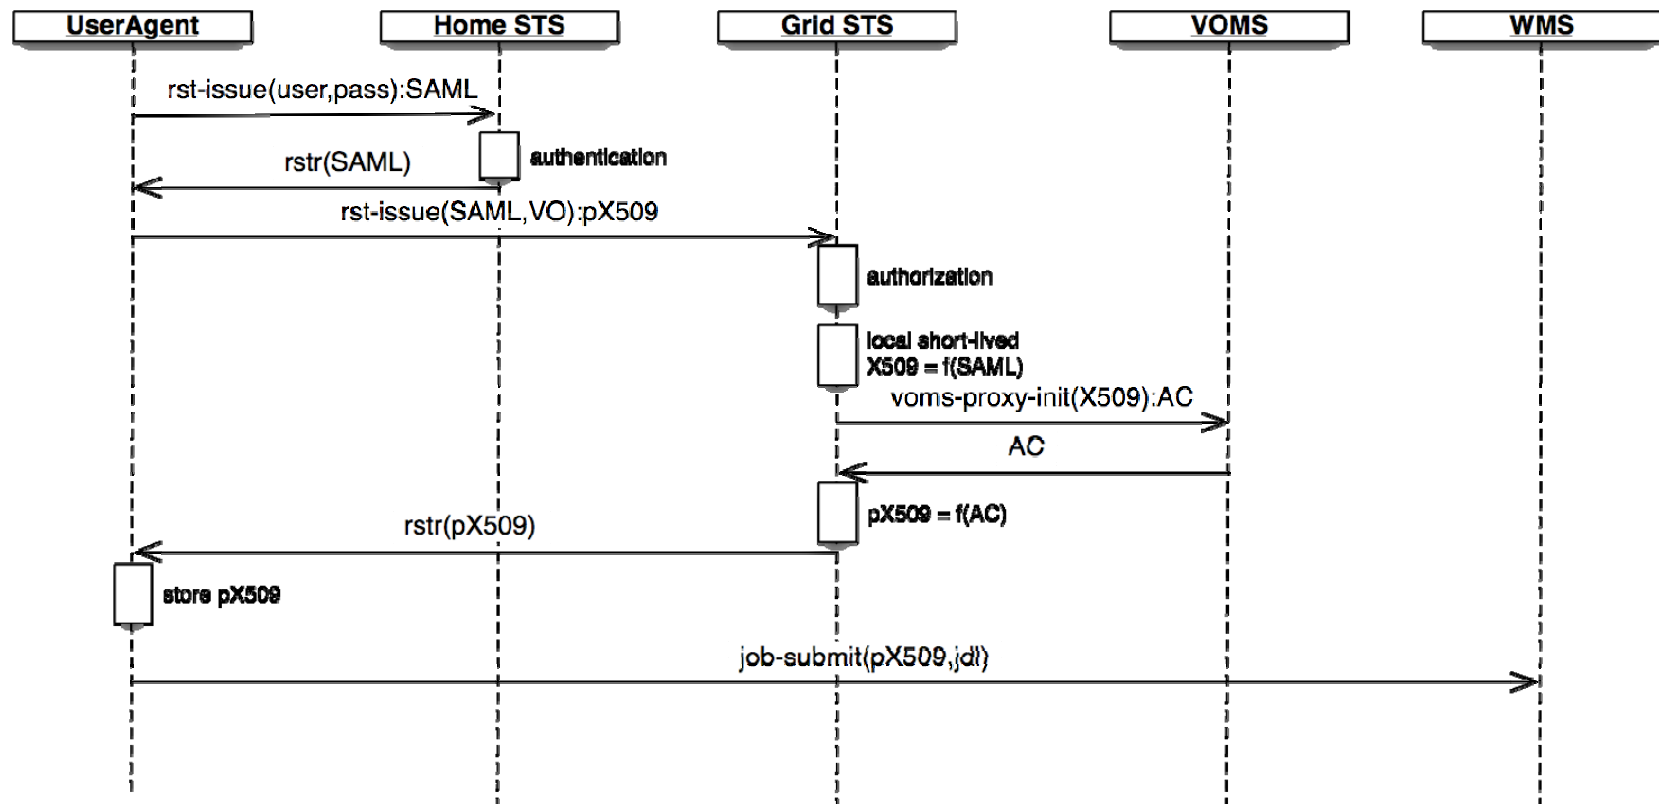 UserAgent
Home STS
Grid STS
VOMS
WMS
rst-issue(user,pass):SAML
authentication
rstr(SAML)
rst-issue(SAML,VO):pX509
authorization
local short-lived
X509 = f(SAML)
voms-proxy-init(X509):AC
AC
pX509 = f(AC)
rstr(pX509)
store pX509
job-submit(pX509,jdl)